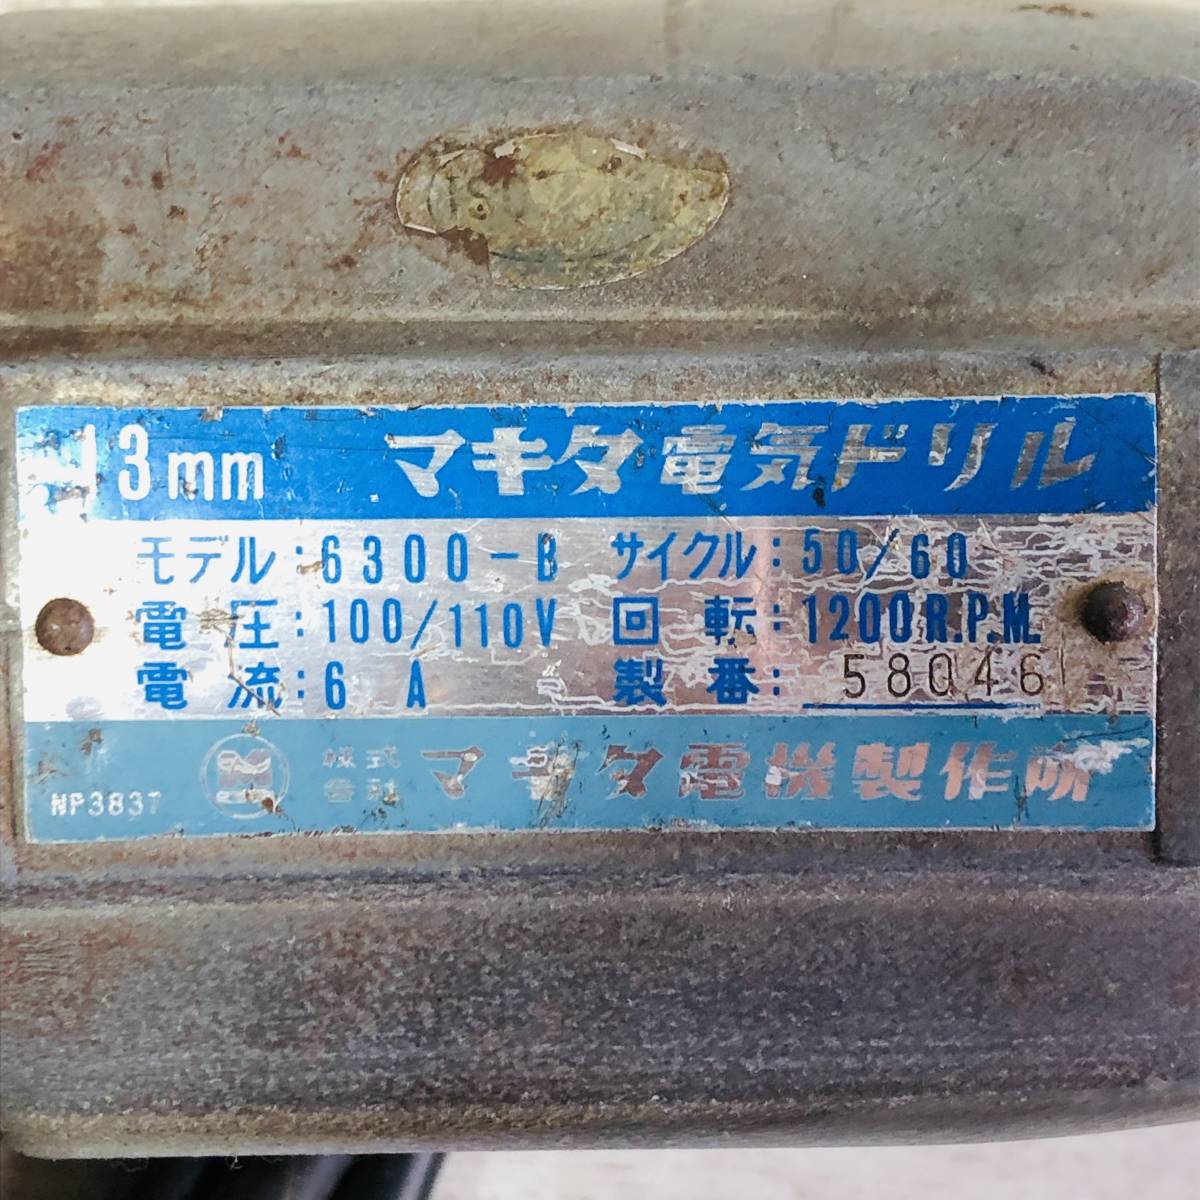 13mm マキタ電気ドリル
モデル:6300-B サイクル:50/60
電圧:100/110V 回転:1200R.P.M.
電流:6 A 製番: 580461
株式会社 マキタ電機製作所
NP3837